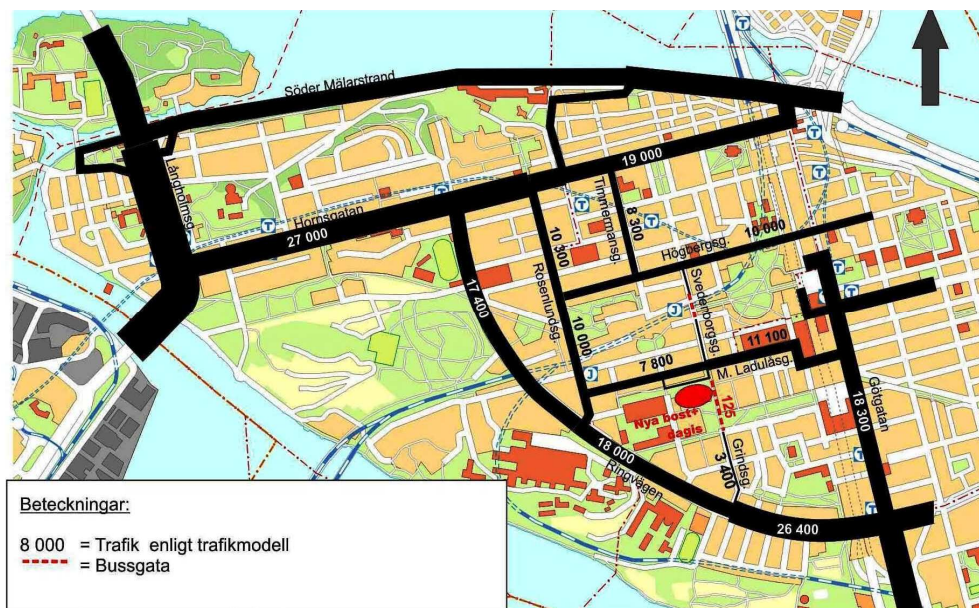 Söder Mälarstrand
Långholmsg.
Hornsgatan
27 000
19 000
Timmermansg.
8 300
10 300
Rosenlundsg.
10 000
Högbergsg.
10 000
17 400
Svedenborgsg.
11 100
7 800
M. Ladulåsg.
Nya bost+
dagis
125
Grindsg.
3 400
Götgatan
18 300
18 000
Ringvägen
26 400
T
T
T
T
T
T
T
T
T
T
J
J
Beteckningar:
8 000 = Trafik enligt trafikmodell
= Bussgata